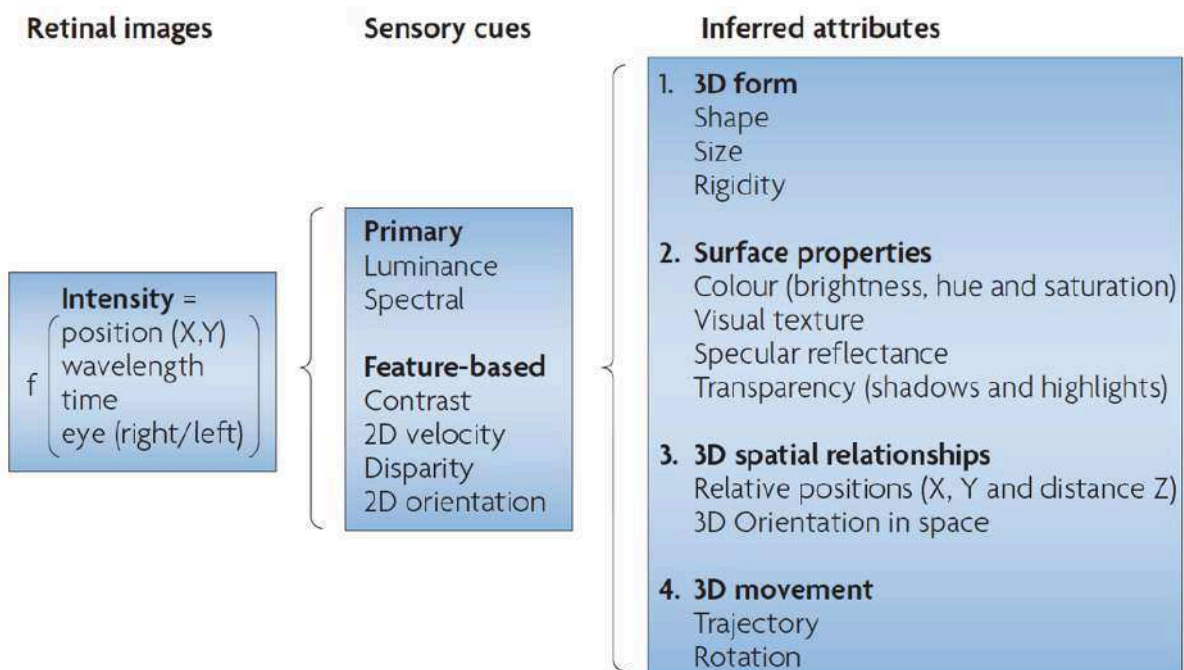 Retinal images
Sensory cues
Inferred attributes
Intensity =
f
position (X,Y)
wavelength
time
eye (right/left)
Primary
Luminance
Spectral
Feature-based
Contrast
2D velocity
Disparity
2D orientation
1. 3D form
Shape
Size
Rigidity
2. Surface properties
Colour (brightness, hue and saturation)
Visual texture
Specular reflectance
Transparency (shadows and highlights)
3. 3D spatial relationships
Relative positions (X, Y and distance Z)
3D Orientation in space
4. 3D movement
Trajectory
Rotation